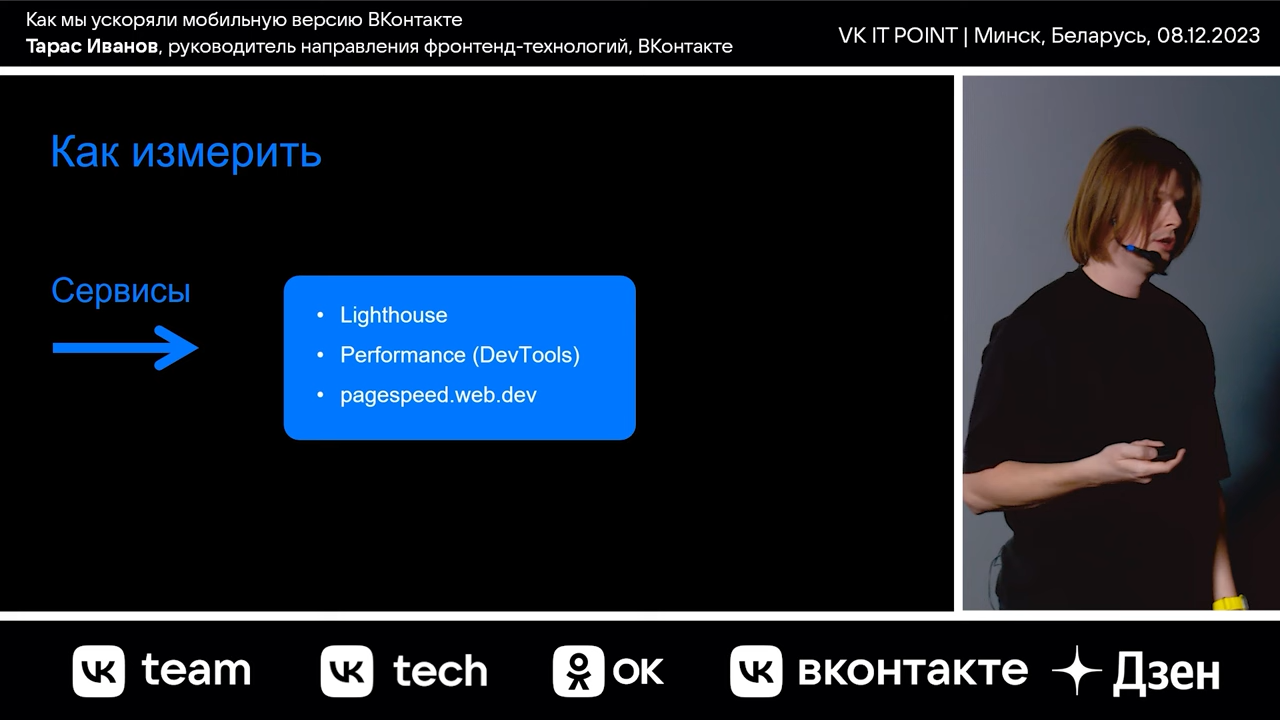 Как мы ускоряли мобильную версию ВКонтакте
Тарас Иванов, руководитель направления фронтенд-технологий, ВКонтакте
VK IT POINT | Минск, Беларусь, 08.12.2023
Как измерить
Сервисы
• Lighthouse
• Performance (DevTools)
• pagespeed.web.dev
team
tech
ок
вконтакте
Дзен